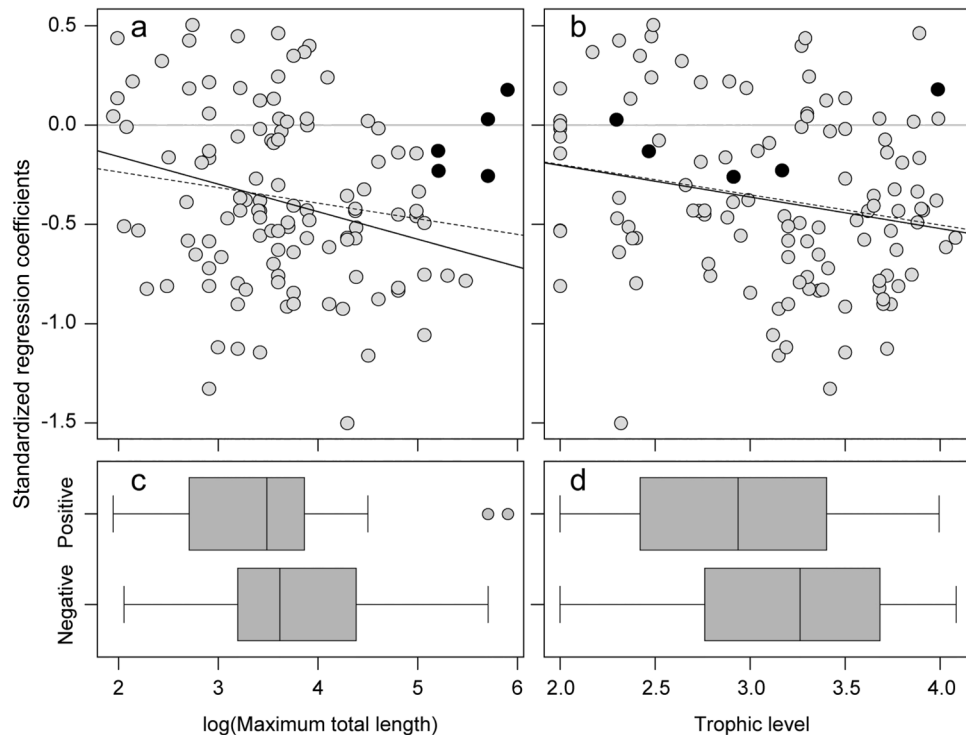 a
b
0.5
0.0
-0.5
-1.0
-1.5
Standardized regression coefficients
c
d
Positive
Negative
2 3 4 5 6
2.0 2.5 3.0 3.5 4.0
log(Maximum total length)
Trophic level